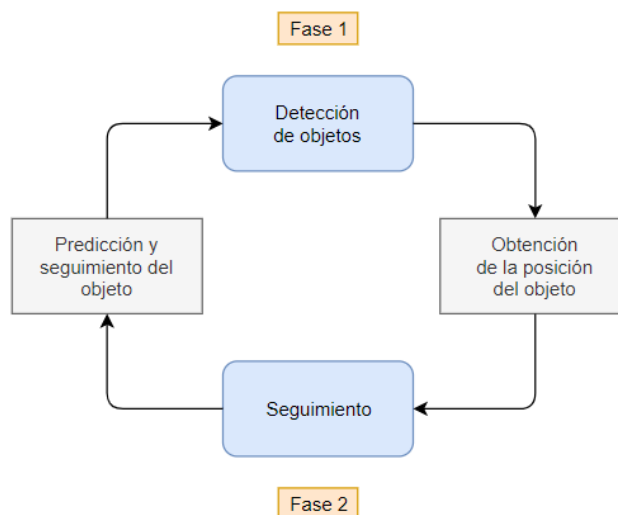 Fase 1
Detección
de objetos
Predicción y
seguimiento del
objeto
Obtención
de la posición
del objeto
Seguimiento
Fase 2